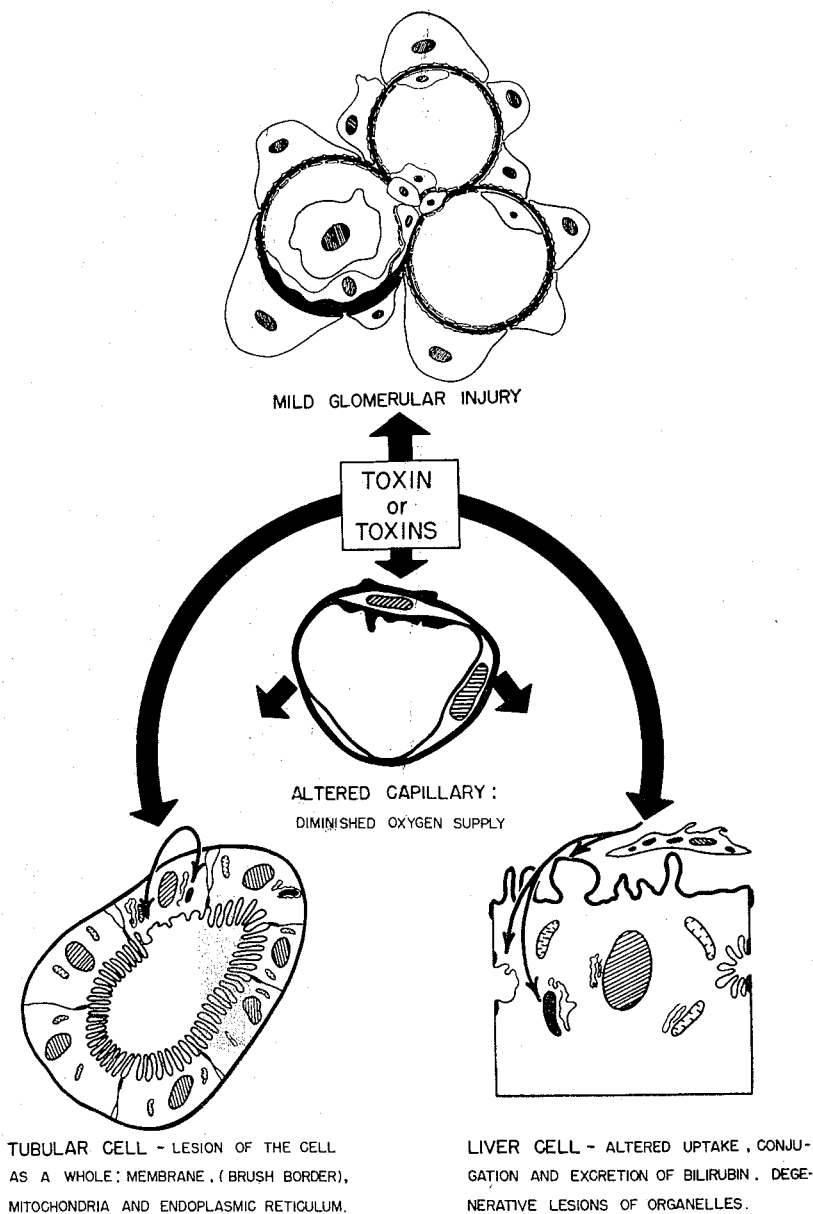 MILD GLOMERULAR INJURY
TOXIN
or
TOXINS
ALTERED CAPILLARY:
DIMINISHED OXYGEN SUPPLY
TUBULAR CELL - LESION OF THE CELL
AS A WHOLE: MEMBRANE, (BRUSH BORDER),
MITOCHONDRIA AND ENDOPLASMIC RETICULUM.
LIVER CELL - ALTERED UPTAKE, CONJU-
GATION AND EXCRETION OF BILIRUBIN. DEGE-
NERATIVE LESIONS OF ORGANELLES.